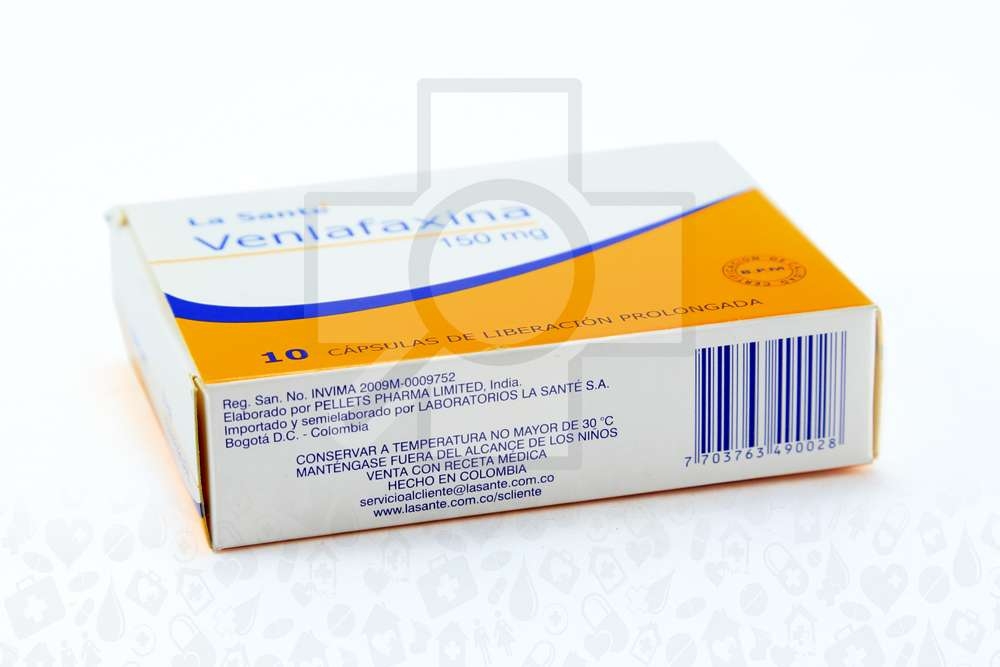 La Santé
Venlafaxina
150 mg
CERTIFICACIÓN DE CALIDAD
B.P.M
10 CÁPSULAS DE LIBERACIÓN PROLONGADA
Reg. San. No. INVIMA 2009M-0009752
Elaborado por PELLETS PHARMA LIMITED, India.
Importado y semielaborado por LABORATORIOS LA SANTÉ S.A.
Bogotá D.C. - Colombia
CONSERVAR A TEMPERATURA NO MAYOR DE 30 °C
MANTÉNGASE FUERA DEL ALCANCE DE LOS NIÑOS
VENTA CON RECETA MÉDICA
HECHO EN COLOMBIA
servicioalcliente@lasante.com.co
www.lasante.com.co/scliente
7 703763 490028